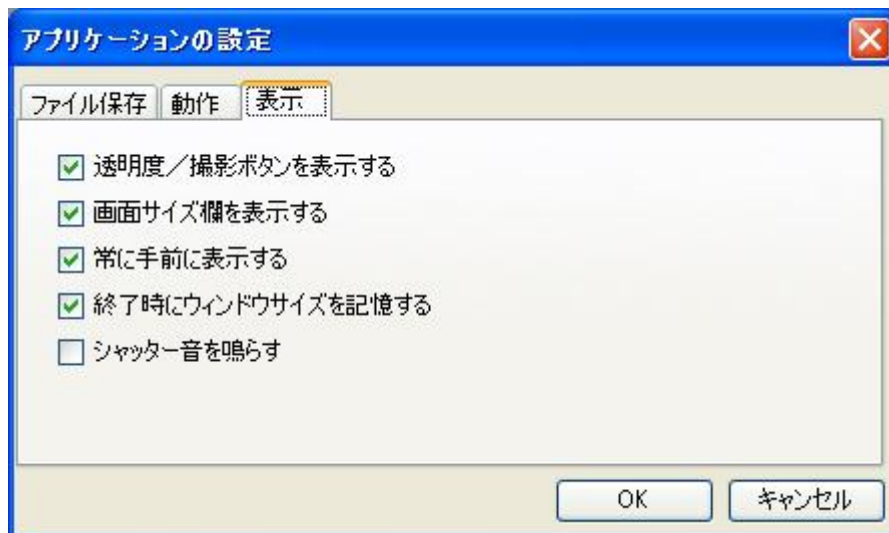 アプリケーションの設定
ファイル保存 動作 表示
透明度／撮影ボタンを表示する
画面サイズ欄を表示する
常に手前に表示する
終了時にウィンドウサイズを記憶する
シャッター音を鳴らす
OK キャンセル